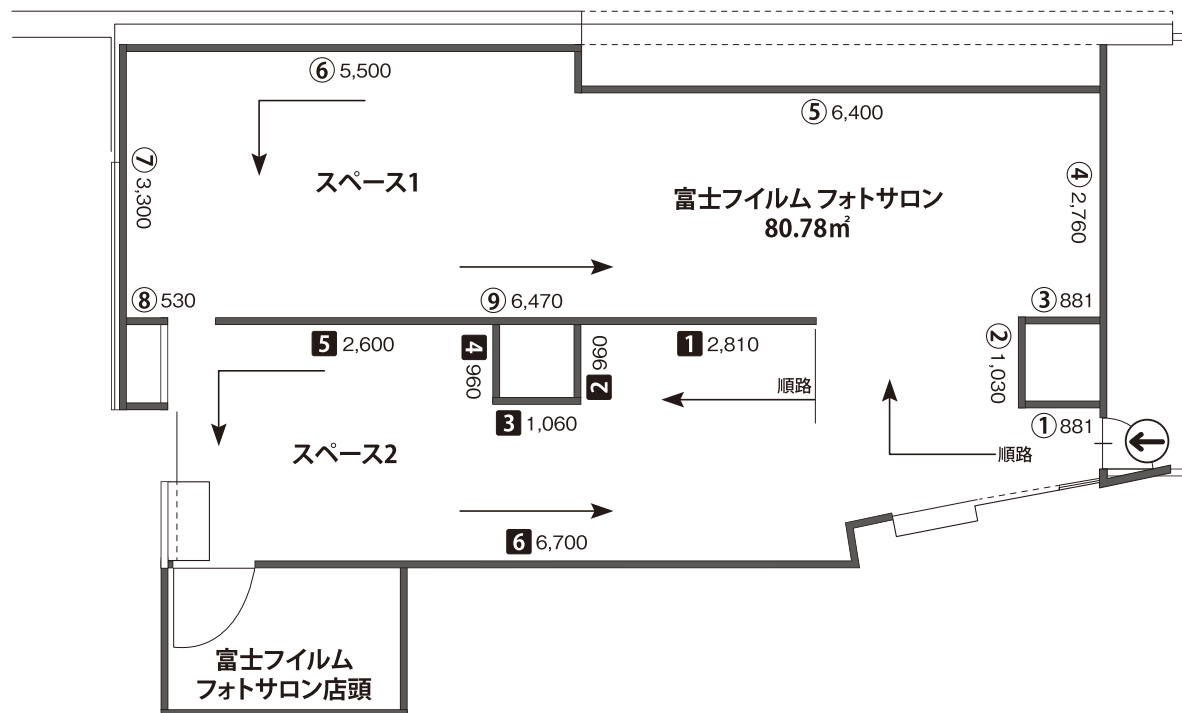 ⑥ 5,500
⑤ 6,400
⑦ 3,300
スペース1
富士フイルム フォトサロン
80.78㎡
④ 2,760
⑧ 530
⑨ 6,470
③ 881
② 1,030
5 2,600
4 990
2 960
1 2,810
順路
3 1,060
① 881
順路
スペース2
6 6,700
富士フイルム
フォトサロン店頭